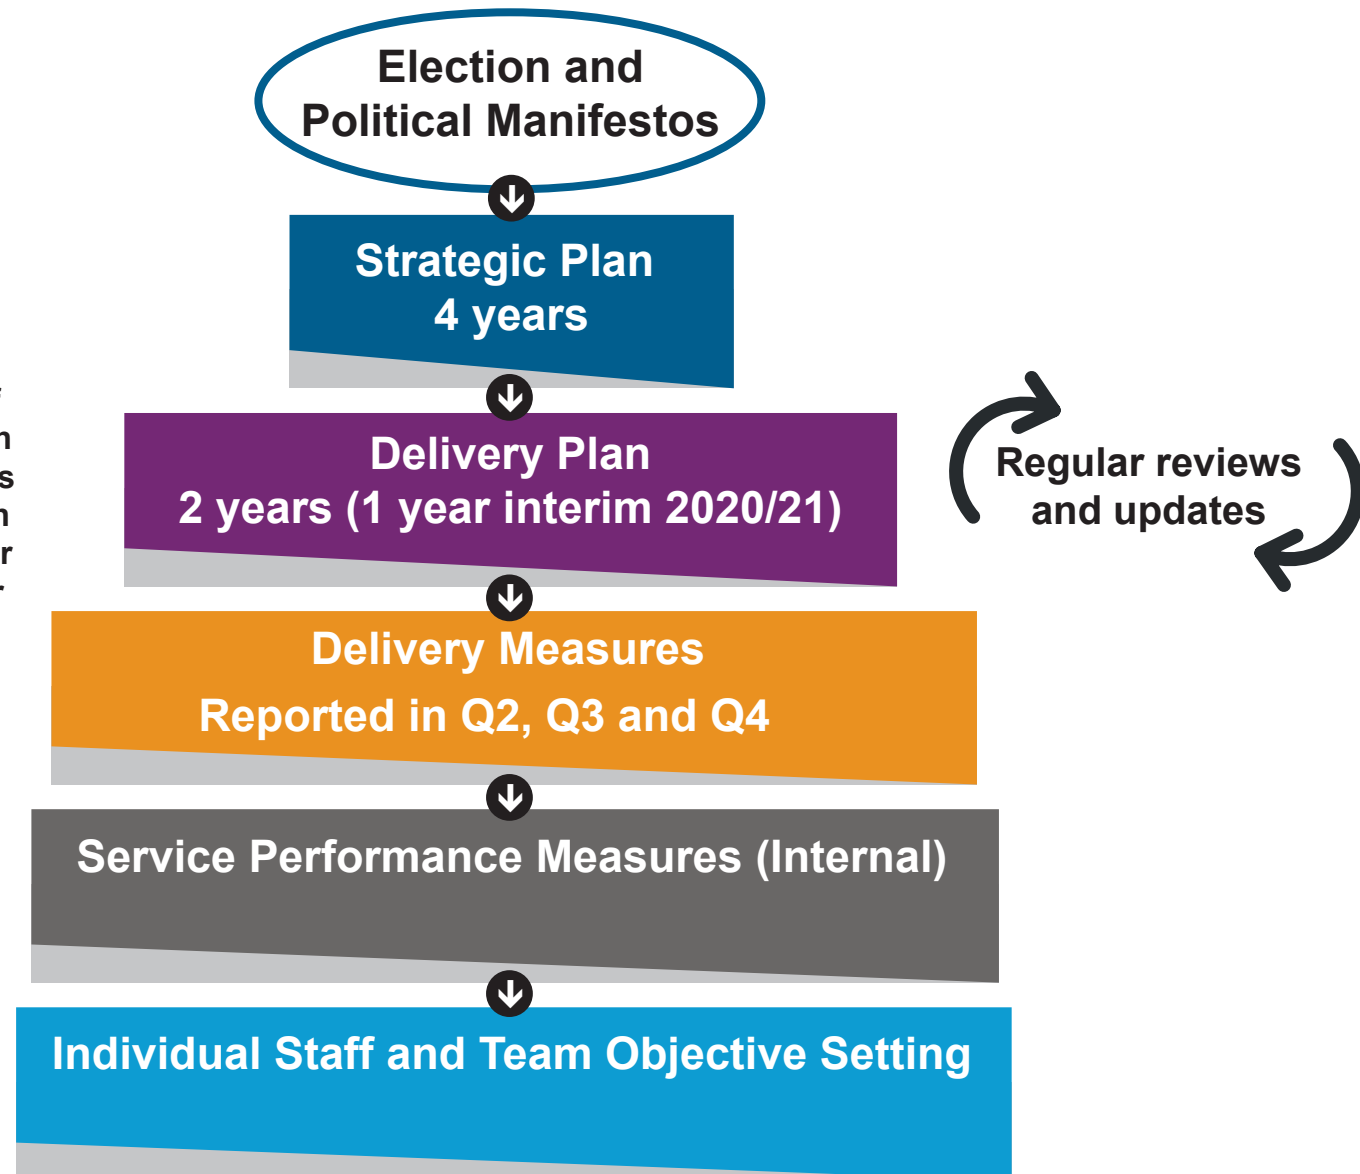 Election and
Political Manifestos
Strategic Plan
4 years
Delivery Plan
2 years (1 year interim 2020/21)
Regular reviews
and updates
Delivery Measures
Reported in Q2, Q3 and Q4
Service Performance Measures (Internal)
Individual Staff and Team Objective Setting